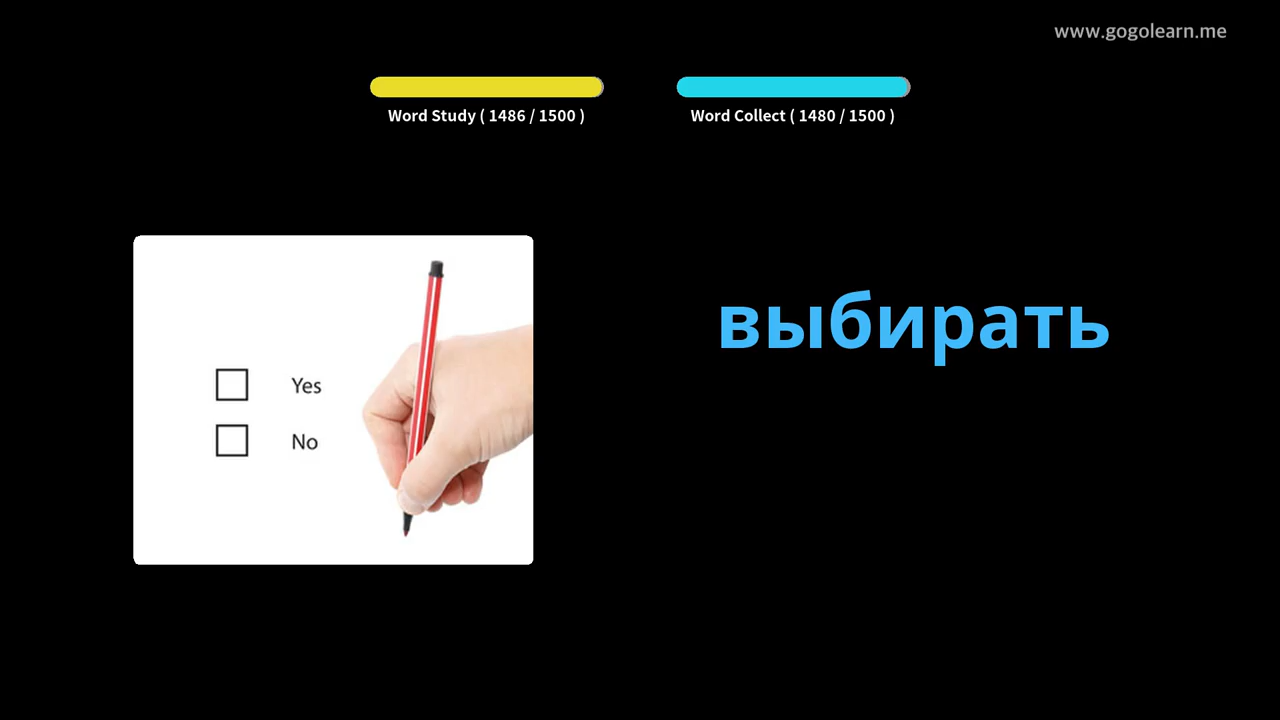 www.gogolearn.me
Word Study ( 1486 / 1500 )
Word Collect ( 1480 / 1500 )
выбирать
Yes
No